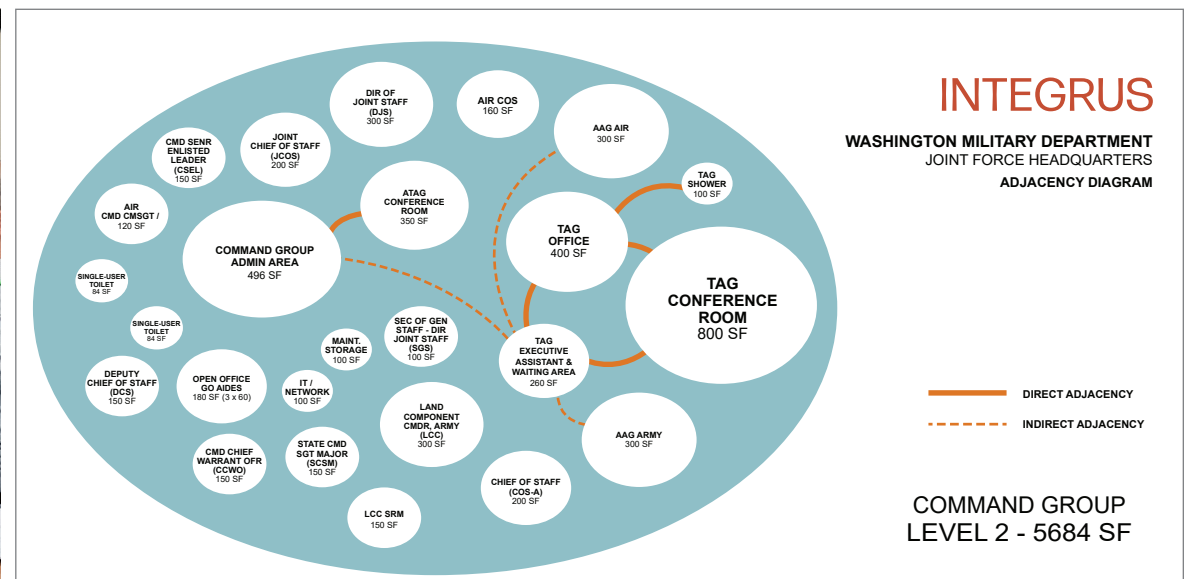 DIR OF
JOINT STAFF
(DJS)
300 SF
AIR COS
160 SF
AAG AIR
300 SF
CMD SENR
ENLISTED
LEADER
(CSEL)
150 SF
JOINT
CHIEF OF STAFF
(JCOS)
200 SF
TAG
SHOWER
100 SF
AIR
CMD CMSGT /
120 SF
ATAG
CONFERENCE
ROOM
350 SF
COMMAND GROUP
ADMIN AREA
496 SF
TAG
OFFICE
400 SF
TAG
CONFERENCE
ROOM
800 SF
SINGLE-USER
TOILET
84 SF
SINGLE-USER
TOILET
84 SF
MAINT.
STORAGE
100 SF
SEC OF GEN
STAFF - DIR
JOINT STAFF
(SGS)
100 SF
TAG
EXECUTIVE
ASSISTANT &
WAITING AREA
260 SF
DEPUTY
CHIEF OF STAFF
(DCS)
150 SF
OPEN OFFICE
GO AIDES
180 SF (3 x 60)
IT /
NETWORK
100 SF
LAND
COMPONENT
CMDR, ARMY
(LCC)
300 SF
AAG ARMY
300 SF
CMD CHIEF
WARRANT OFR
(CCWO)
150 SF
STATE CMD
SGT MAJOR
(SCSM)
150 SF
CHIEF OF STAFF
(COS-A)
200 SF
LCC SRM
150 SF
INTEGRUS
WASHINGTON MILITARY DEPARTMENT
JOINT FORCE HEADQUARTERS
ADJACENCY DIAGRAM
DIRECT ADJACENCY
INDIRECT ADJACENCY
COMMAND GROUP
LEVEL 2 - 5684 SF